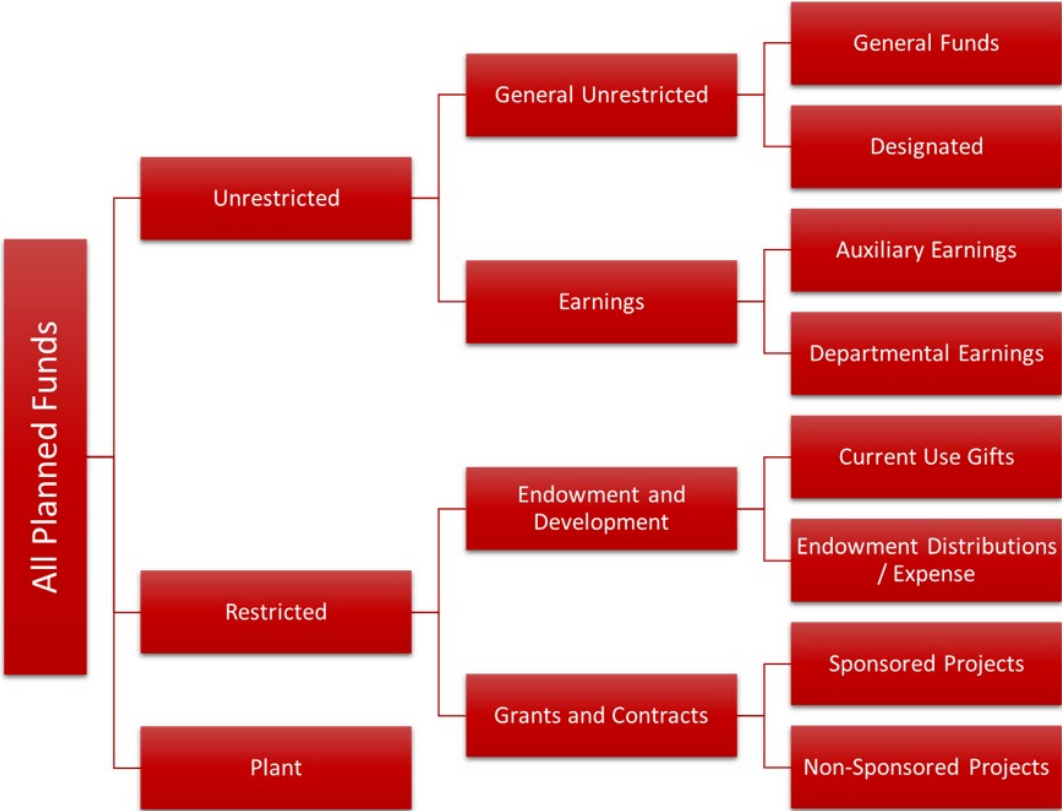 All Planned Funds
Unrestricted
General Unrestricted
General Funds
Designated
Earnings
Auxiliary Earnings
Departmental Earnings
Restricted
Endowment and
Development
Current Use Gifts
Endowment Distributions
/ Expense
Grants and Contracts
Sponsored Projects
Non-Sponsored Projects
Plant